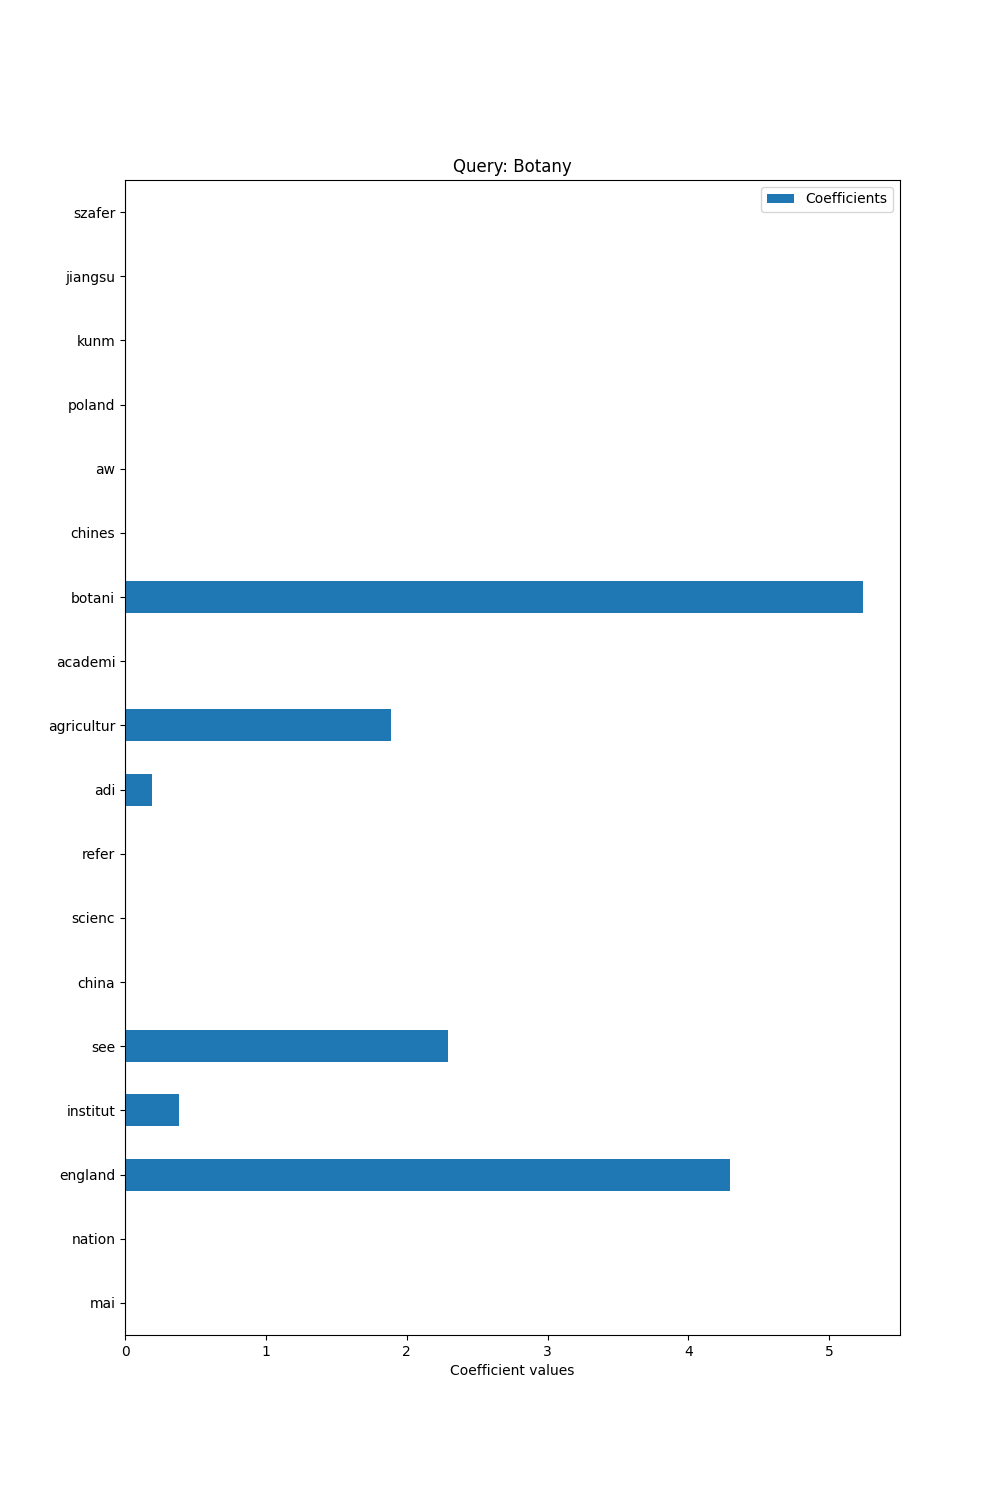 Query: Botany
Coefficients
szafer
jiangsu
kunm
poland
aw
chines
botani
academi
agricultur
adi
refer
scienc
china
see
institut
england
nation
mai
0 1 2 3 4 5
Coefficient values